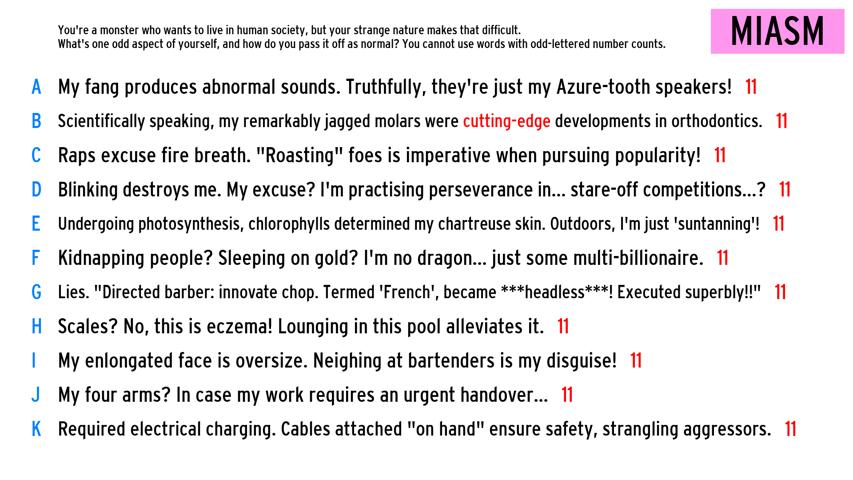 You're a monster who wants to live in human society, but your strange nature makes that difficult.
What's one odd aspect of yourself, and how do you pass it off as normal? You cannot use words with odd-lettered number counts.
MIASM
A My fang produces abnormal sounds. Truthfully, they're just my Azure-tooth speakers! 11
B Scientifically speaking, my remarkably jagged molars were cutting-edge developments in orthodontics. 11
C Raps excuse fire breath. "Roasting" foes is imperative when pursuing popularity! 11
D Blinking destroys me. My excuse? I'm practising perseverance in... stare-off competitions...? 11
E Undergoing photosynthesis, chlorophylls determined my chartreuse skin. Outdoors, I'm just 'suntanning'! 11
F Kidnapping people? Sleeping on gold? I'm no dragon... just some multi-billionaire. 11
G Lies. "Directed barber: innovate chop. Termed 'French', became ***headless***! Executed superbly!!" 11
H Scales? No, this is eczema! Lounging in this pool alleviates it. 11
I My enlongated face is oversize. Neighing at bartenders is my disguise! 11
J My four arms? In case my work requires an urgent handover... 11
K Required electrical charging. Cables attached "on hand" ensure safety, strangling aggressors. 11